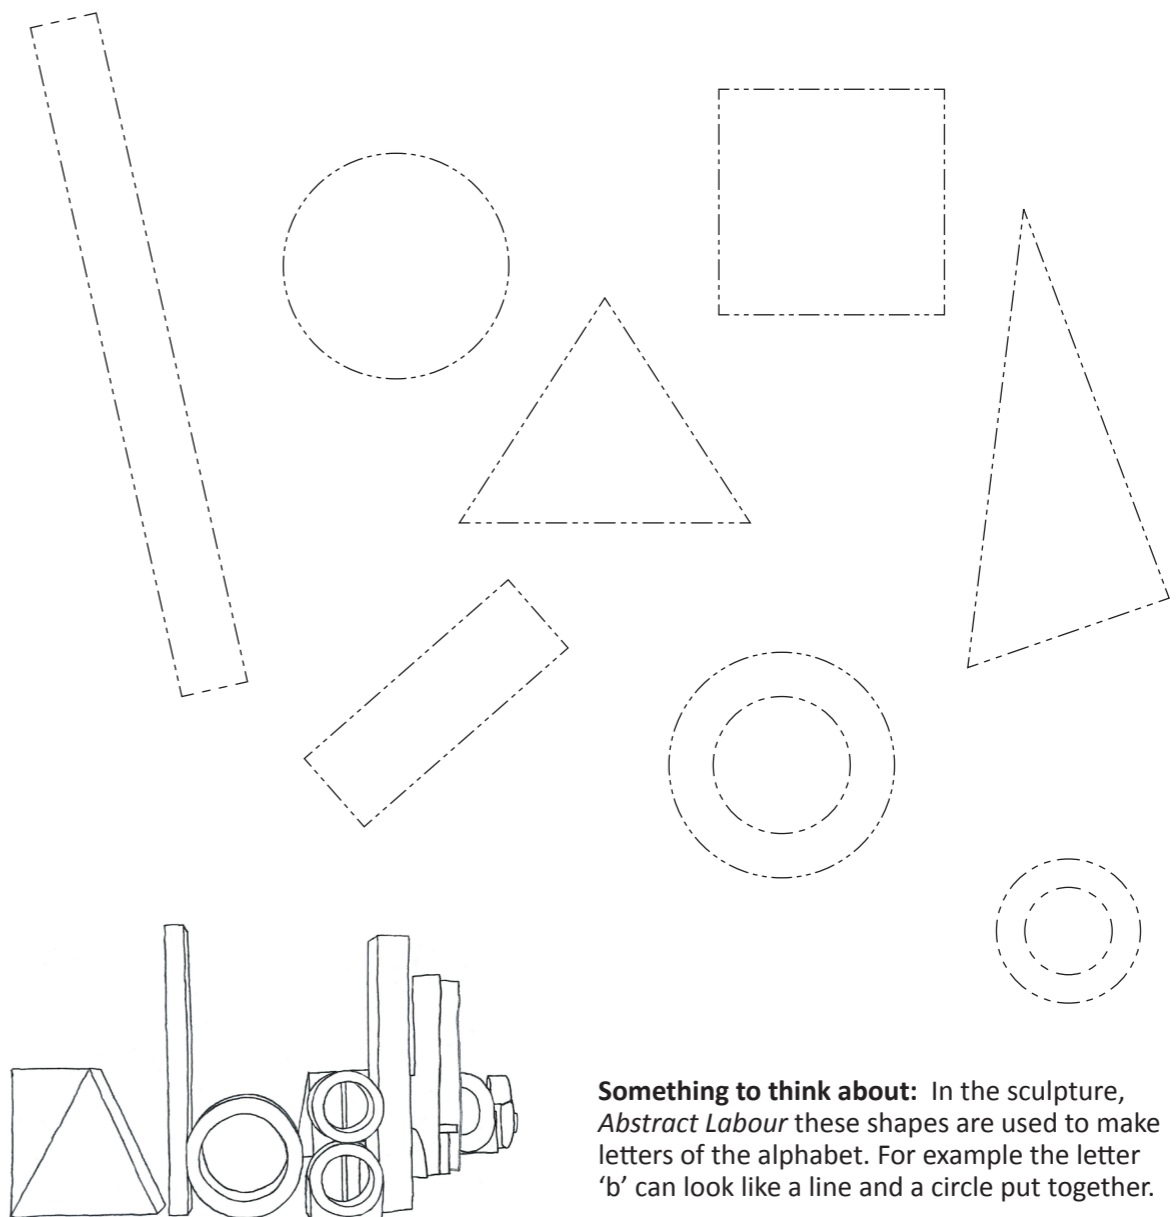 Something to think about: In the sculpture,
Abstract Labour these shapes are used to make
letters of the alphabet. For example the letter
‘b’ can look like a line and a circle put together.